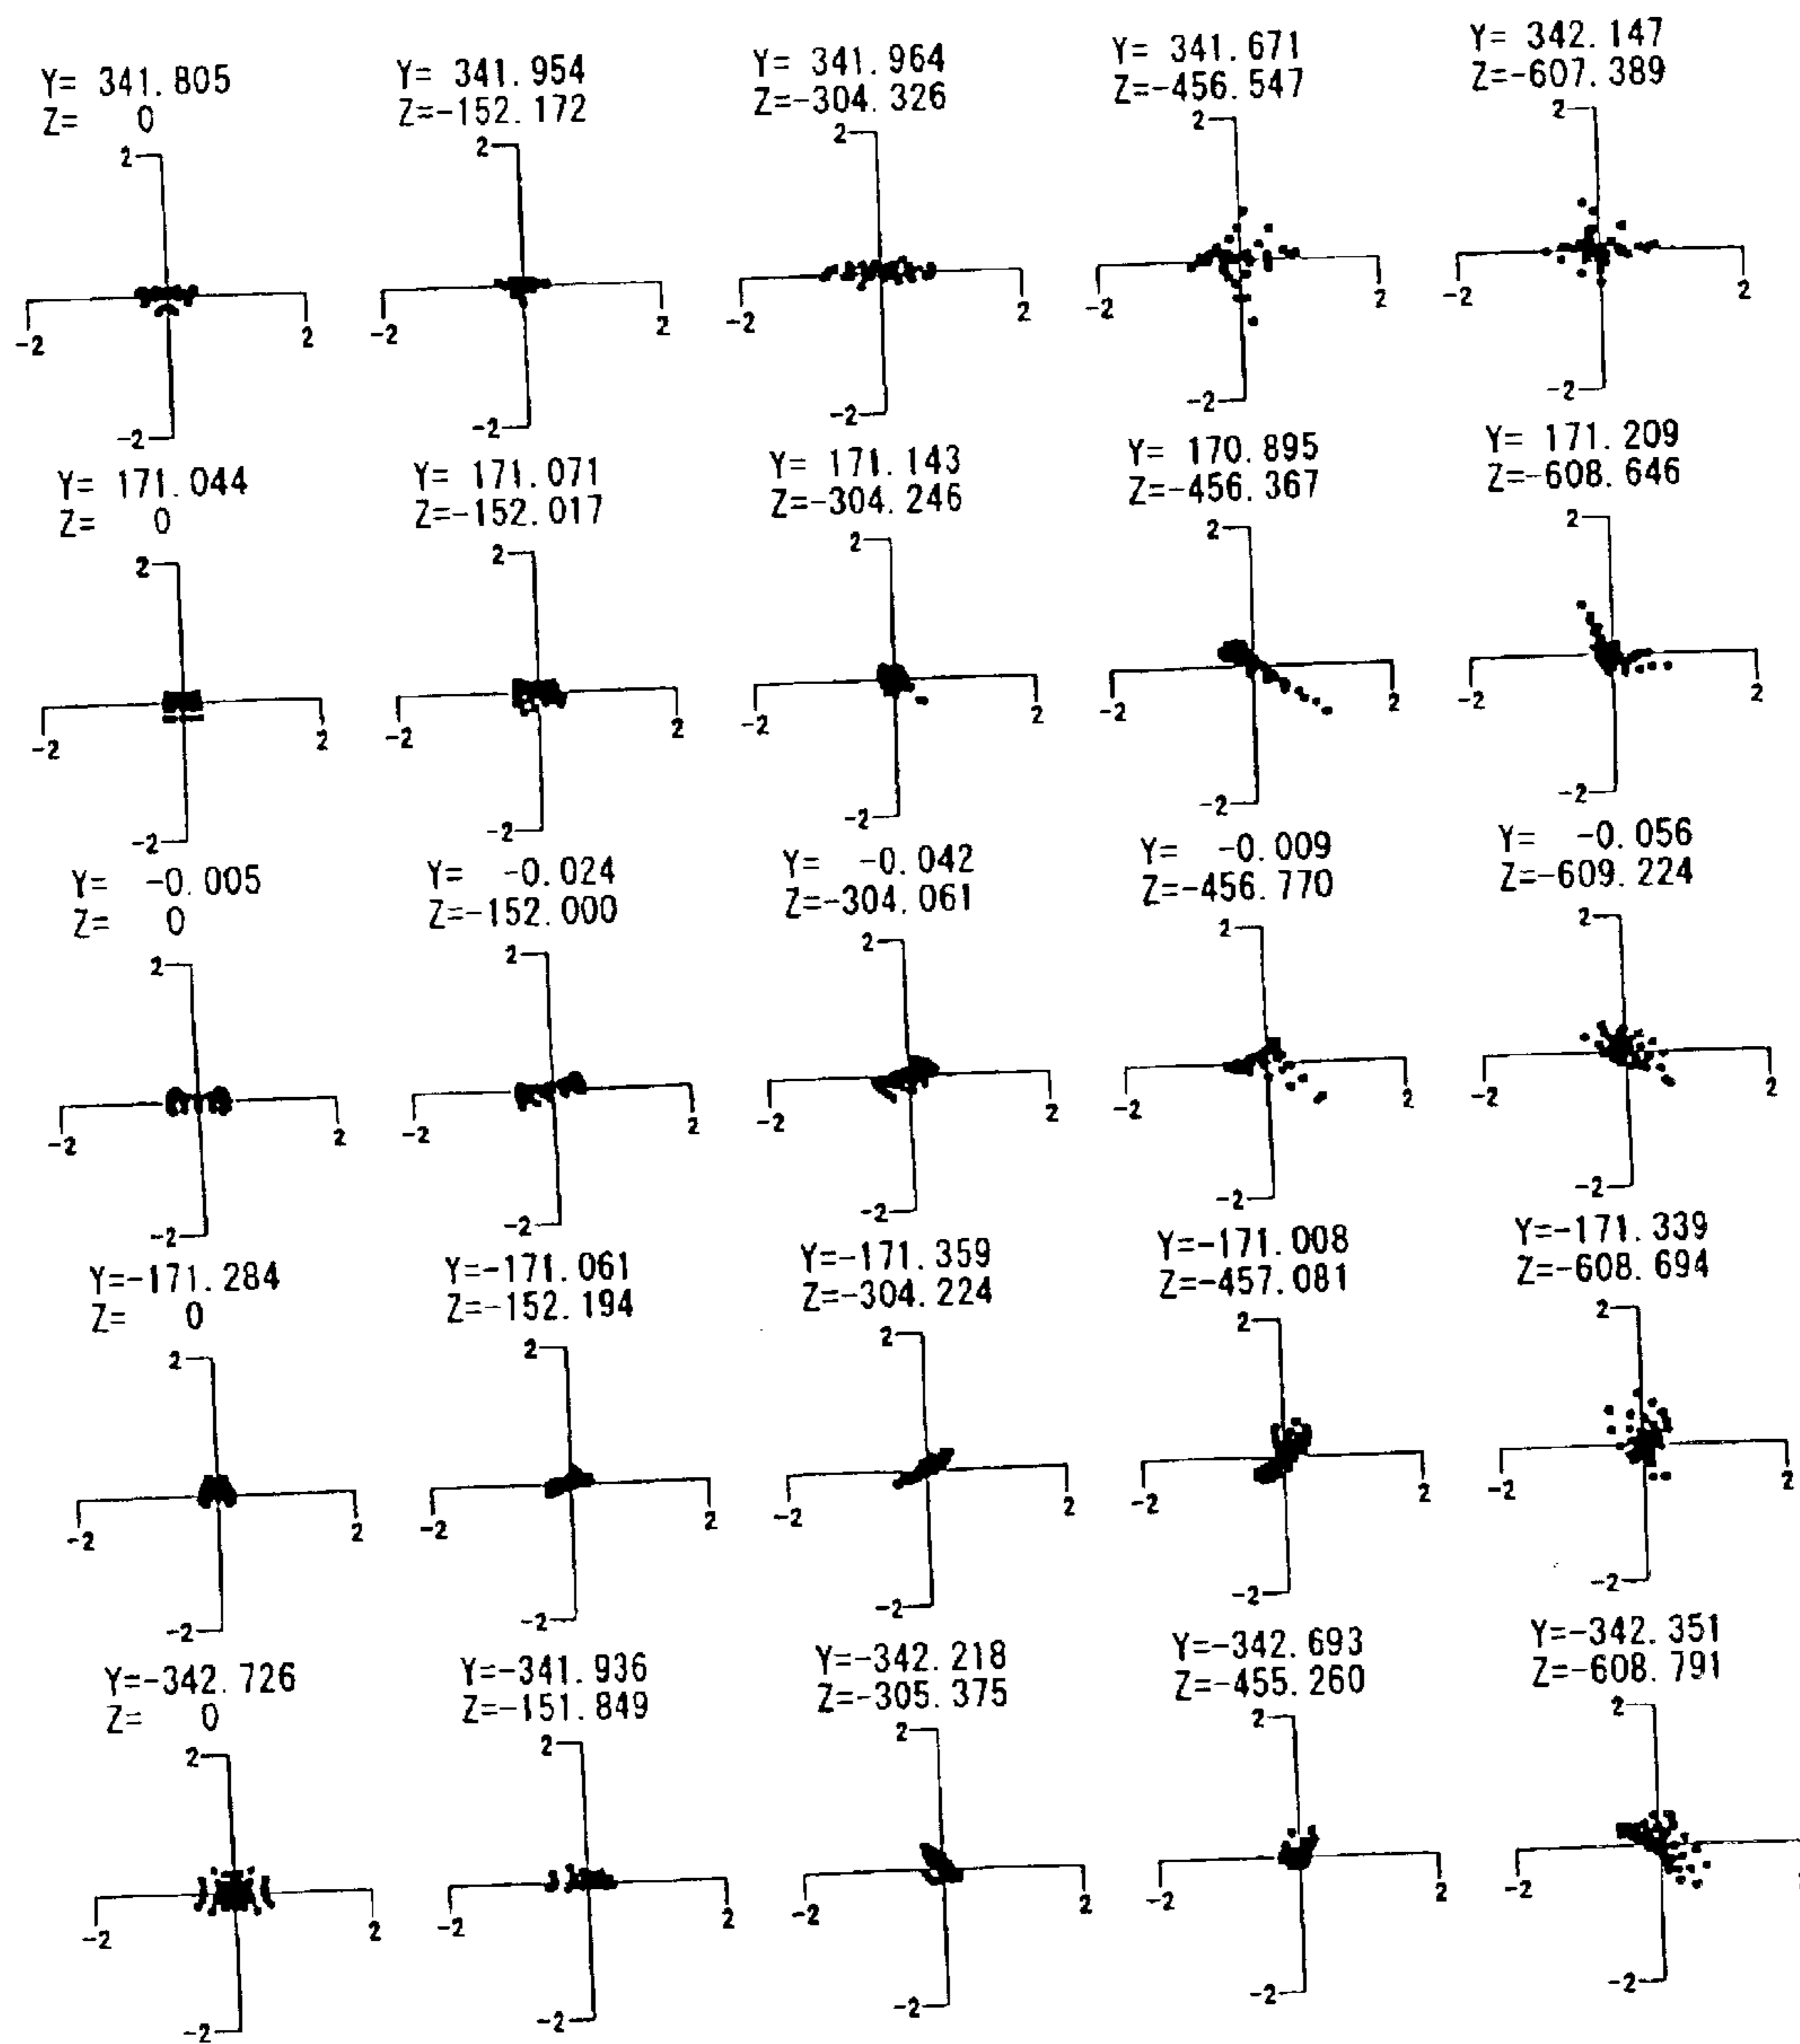 Y= 341.805
Z= 0
2
-2
2
-2
Y= 341.954
Z=-152.172
2
-2
2
-2
Y= 341.964
Z=-304.326
2
-2
2
-2
Y= 341.671
Z=-456.547
2
-2
2
-2
Y= 342.147
Z=-607.389
2
-2
2
-2
Y= 171.044
Z= 0
2
-2
2
-2
Y= 171.071
Z=-152.017
2
-2
2
-2
Y= 171.143
Z=-304.246
2
-2
2
-2
Y= 170.895
Z=-456.367
2
-2
2
-2
Y= 171.209
Z=-608.646
2
-2
2
-2
Y= -0.005
Z= 0
2
-2
2
-2
Y= -0.024
Z=-152.000
2
-2
2
-2
Y= -0.042
Z=-304.061
2
-2
2
-2
Y= -0.009
Z=-456.770
2
-2
2
-2
Y= -0.056
Z=-609.224
2
-2
2
-2
Y=-171.284
Z= 0
2
-2
2
-2
Y=-171.061
Z=-152.194
2
-2
2
-2
Y=-171.359
Z=-304.224
2
-2
2
-2
Y=-171.008
Z=-457.081
2
-2
2
-2
Y=-171.339
Z=-608.694
2
-2
2
-2
Y=-342.726
Z= 0
2
-2
2
-2
Y=-341.936
Z=-151.849
2
-2
2
-2
Y=-342.218
Z=-305.375
2
-2
2
-2
Y=-342.693
Z=-455.260
2
-2
2
-2
Y=-342.351
Z=-608.791
2
-2
-2